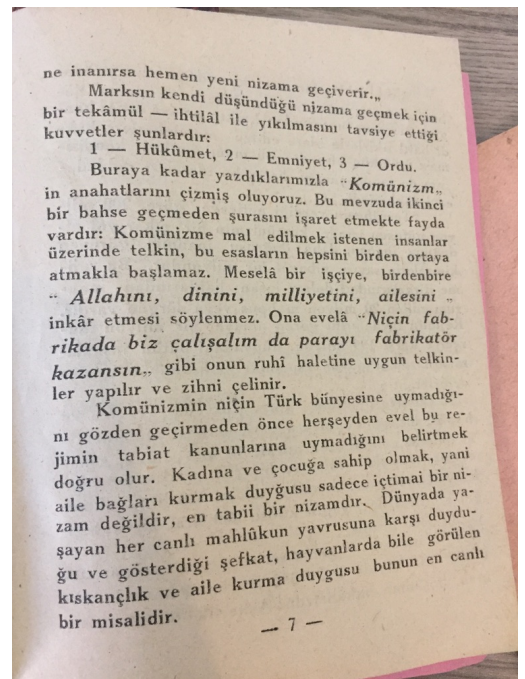 ne inanırsa hemen yeni nizama geçiverir.„
Marksın kendi düşündüğü nizama geçmek için
bir tekâmül — ihtilâl ile yıkılmasını tavsiye ettiği
kuvvetler şunlardır:
1 — Hükûmet, 2 — Emniyet, 3 — Ordu.
Buraya kadar yazdıklarımızla "Komünizm„
in anahatlarını çizmiş oluyoruz. Bu mevzuda ikinci
bir bahse geçmeden şurasını işaret etmekte fayda
vardır: Komünizme mal edilmek istenen insanlar
üzerinde telkin, bu esasların hepsini birden ortaya
atmakla başlamaz. Meselâ bir işçiye, birdenbire
" Allahını, dinini, milliyetini, ailesini „
inkâr etmesi söylenmez. Ona evelâ "Niçin fab-
rikada biz çalışalım da parayı fabrikatör
kazansın„ gibi onun ruhî haletine uygun telkin-
ler yapılır ve zihni çelinir.
Komünizmin niçin Türk bünyesine uymadığı-
nı gözden geçirmeden önce herşeyden evel bu re-
jimin tabiat kanunlarına uymadığını belirtmek
doğru olur. Kadına ve çocuğa sahip olmak, yani
aile bağları kurmak duygusu sadece içtimai bir ni-
zam değildir, en tabii bir nizamdır. Dünyada ya-
şayan her canlı mahlûkun yavrusuna karşı duydu-
ğu ve gösterdiği şefkat, hayvanlarda bile görülen
kıskançlık ve aile kurma duygusu bunun en canlı
bir misalidir.
— 7 —